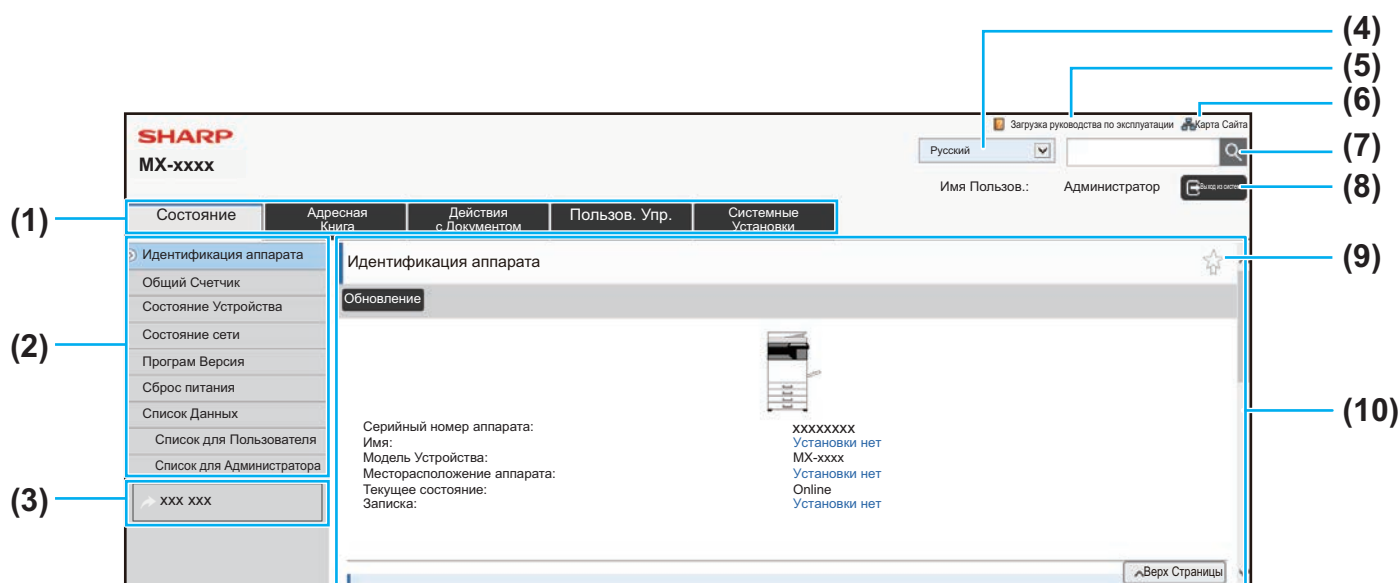 (4)
(5)
(6)
Загрузка руководства по эксплуатации Карта Сайта
SHARP
MX-xxxx
Русский
(7)
Имя Пользов.: Администратор Выход из систем
(8)
(1)
Состояние
Адресная
Книга
Действия
с Документом
Пользов. Упр.
Системные
Установки
(2)
Идентификация аппарата
Общий Счетчик
Состояние Устройства
Состояние сети
Програм Версия
Сброс питания
Список Данных
Список для Пользователя
Список для Администратора
(3)
xxx xxx
Идентификация аппарата
(9)
Обновление
(10)
Серийный номер аппарата: xxxxxxxx
Имя: Установки нет
Модель Устройства: MX-xxxx
Месторасположение аппарата: Установки нет
Текущее состояние: Online
Записка: Установки нет
Верх Страницы